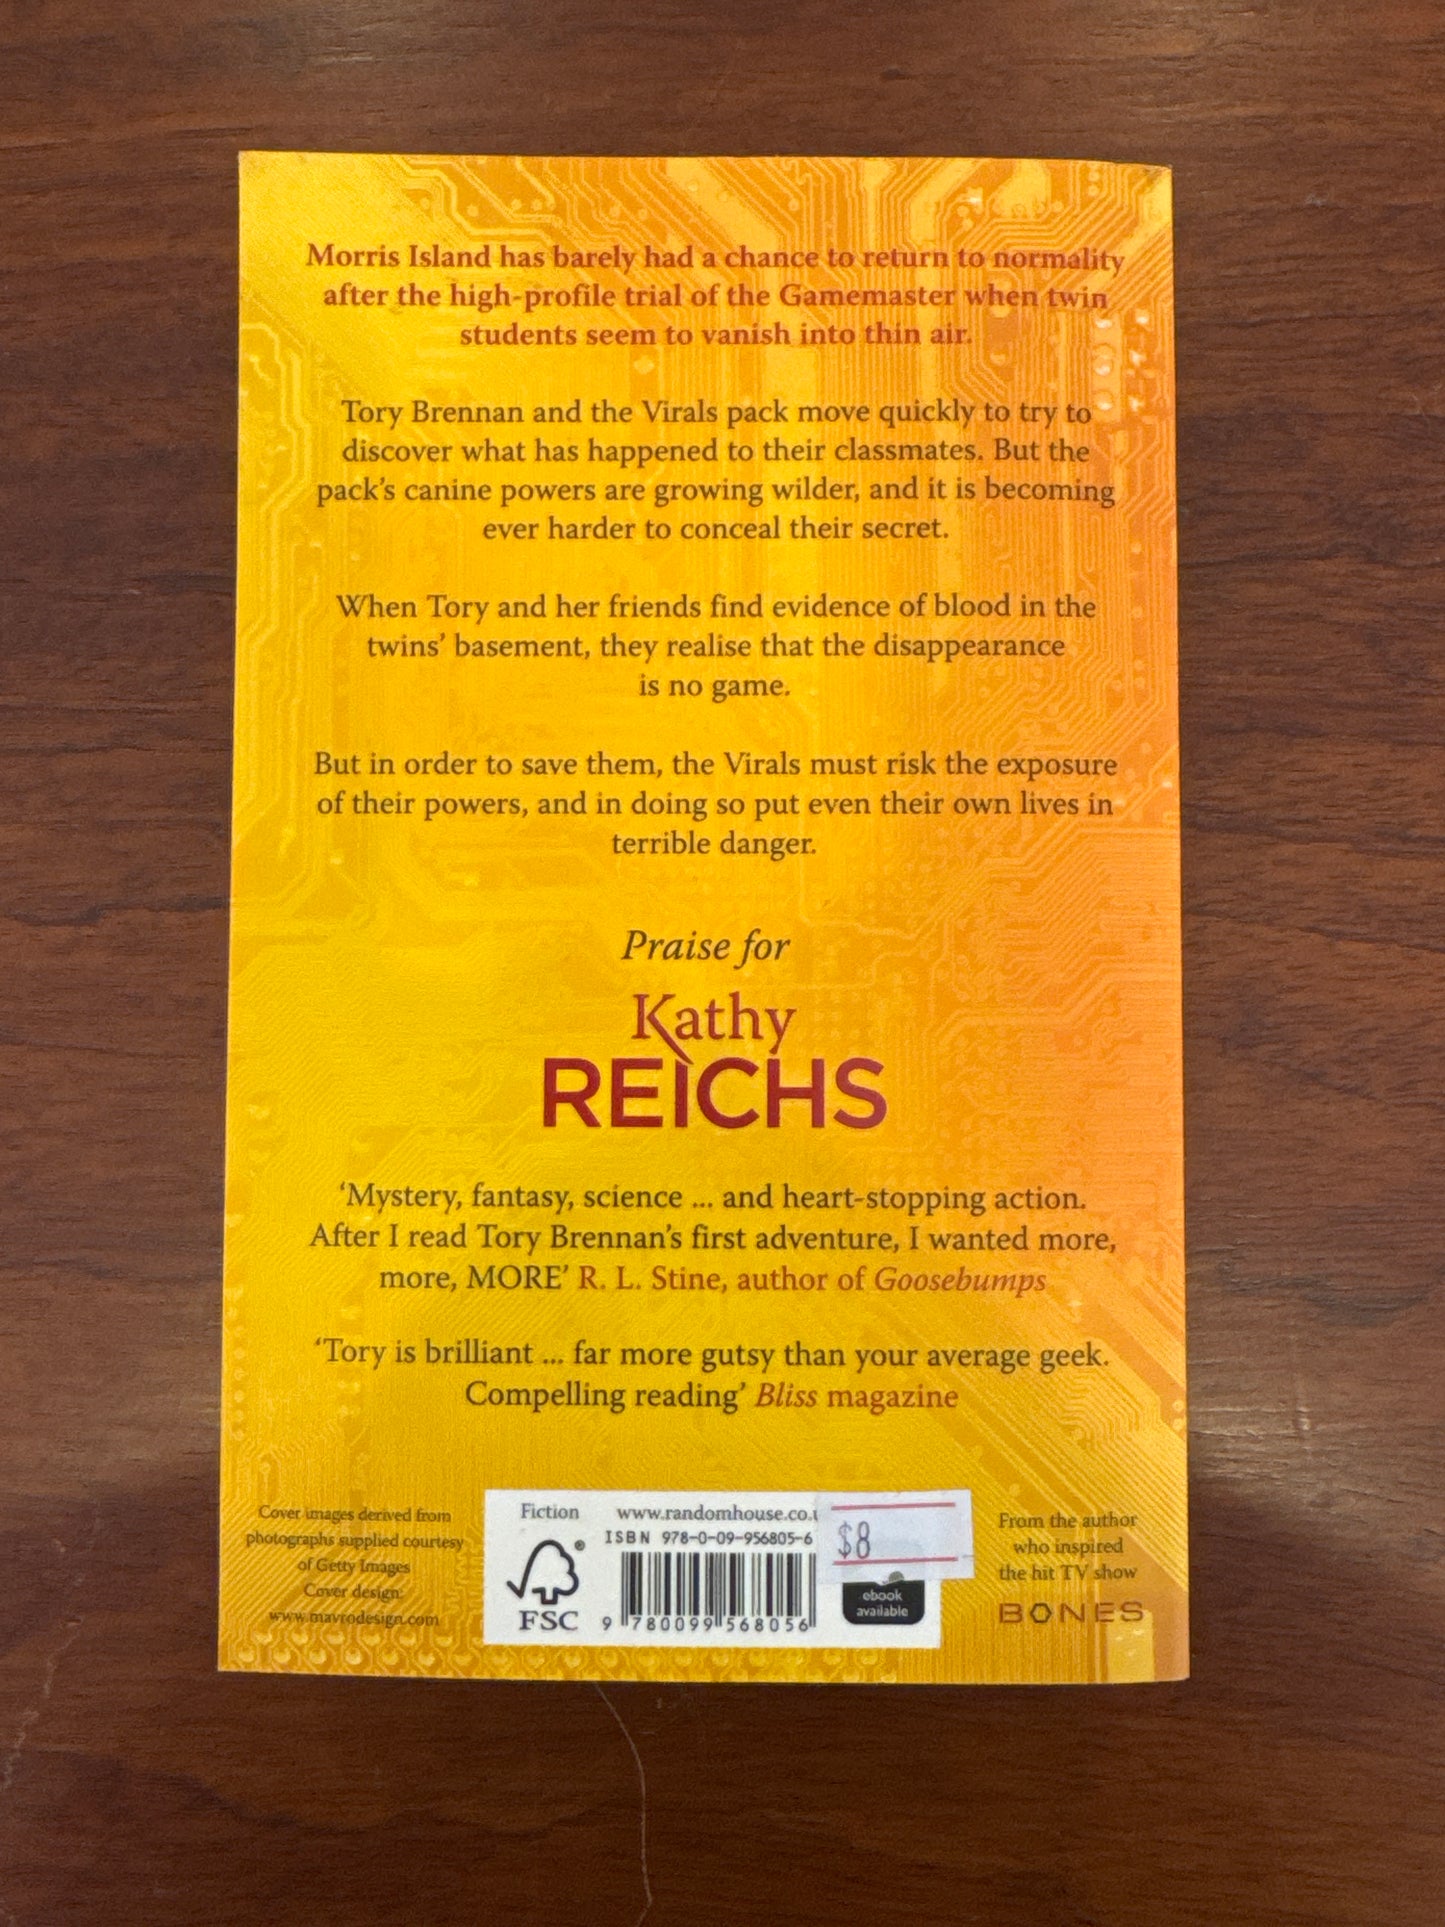 Morris Island has barely had a chance to return to normality
after the high-profile trial of the Gamemaster when twin
students seem to vanish into thin air.
Tory Brennan and the Virals pack move quickly to try to
discover what has happened to their classmates. But the
pack’s canine powers are growing wilder, and it is becoming
ever harder to conceal their secret.
When Tory and her friends find evidence of blood in the
twins’ basement, they realise that the disappearance
is no game.
But in order to save them, the Virals must risk the exposure
of their powers, and in doing so put even their own lives in
terrible danger.
Praise for
Kathy
REICHS
‘Mystery, fantasy, science ... and heart-stopping action.
After I read Tory Brennan’s first adventure, I wanted more,
more, MORE’ R. L. Stine, author of Goosebumps
‘Tory is brilliant ... far more gutsy than your average geek.
Compelling reading’ Bliss magazine
Cover images derived from
photographs supplied courtesy
of Getty Images
Cover design:
www.mavrodesign.com
Fiction
www.randomhouse.co.
ISBN 978-0-09-956805-6
FSC
®
9 780099 568056
$8
ebook
available
From the author
who inspired
the hit TV show
BONES